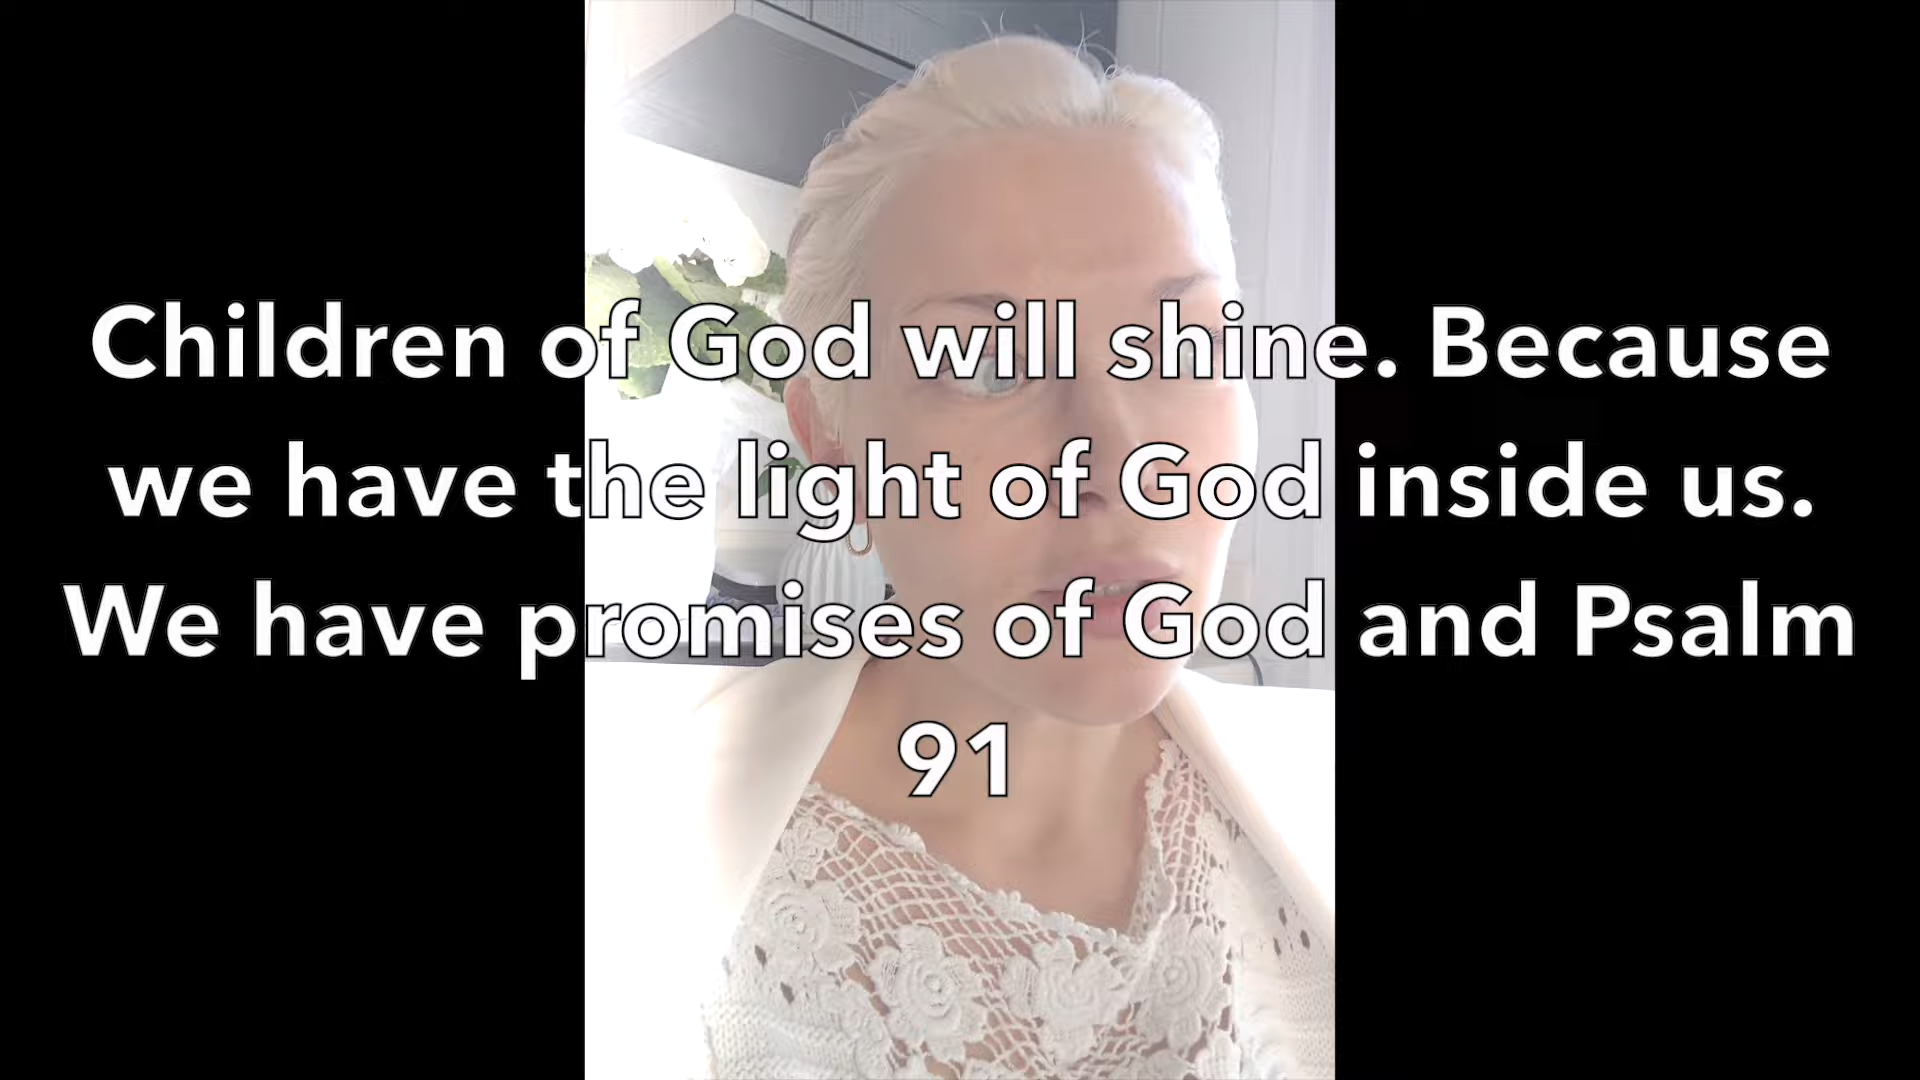 Children of God will shine. Because
we have the light of God inside us.
We have promises of God and Psalm
91